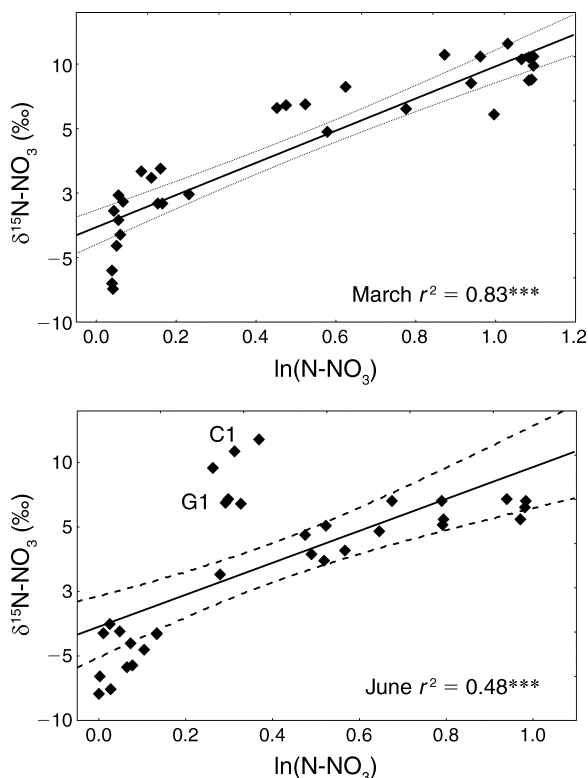 10
5
3
−5
−10
δ¹⁵N-NO₃ (‰)
March r² = 0.83***
0.0 0.2 0.4 0.6 0.8 1.0 1.2
ln(N-NO₃)
C1
10
G1
5
3
−5
−10
δ¹⁵N-NO₃ (‰)
June r² = 0.48***
0.0 0.2 0.4 0.6 0.8 1.0
ln(N-NO₃)